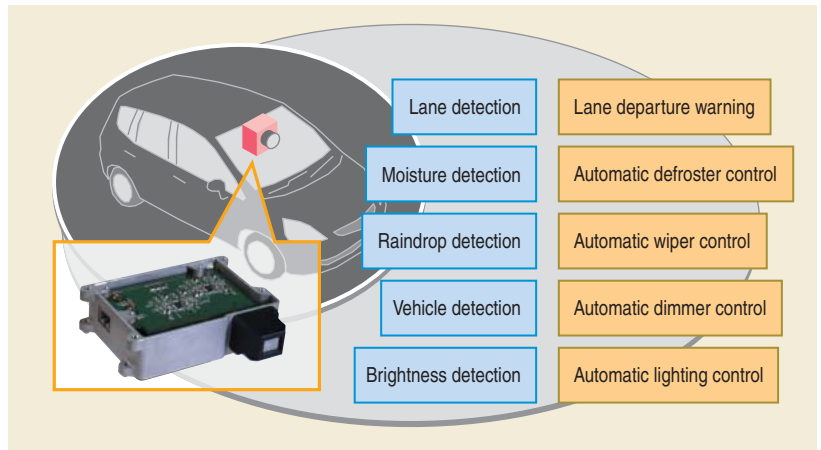 Lane detection
Lane departure warning
Moisture detection
Automatic defroster control
Raindrop detection
Automatic wiper control
Vehicle detection
Automatic dimmer control
Brightness detection
Automatic lighting control